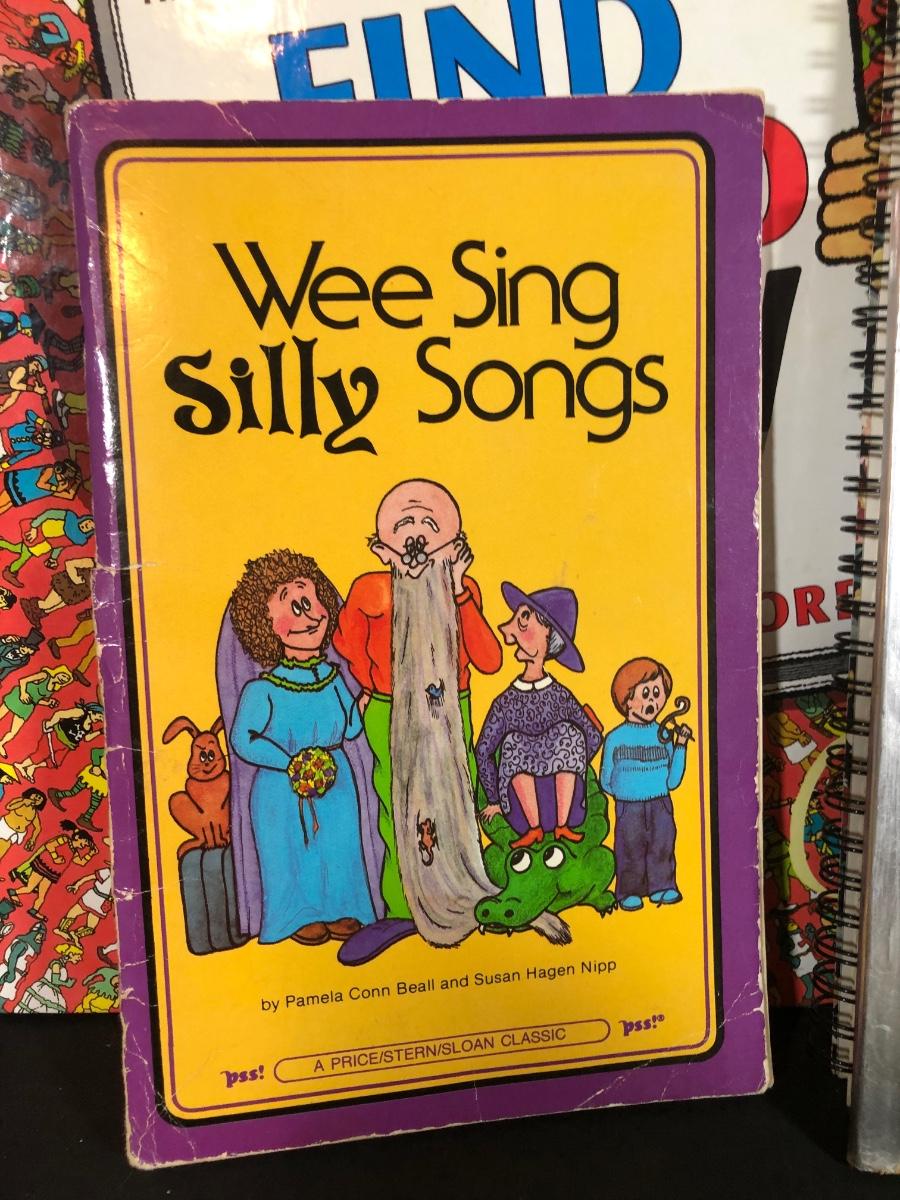 FIND
Wee Sing
Silly Songs
by Pamela Conn Beall and Susan Hagen Nipp
pss!
A PRICE/STERN/SLOAN CLASSIC
pss!®